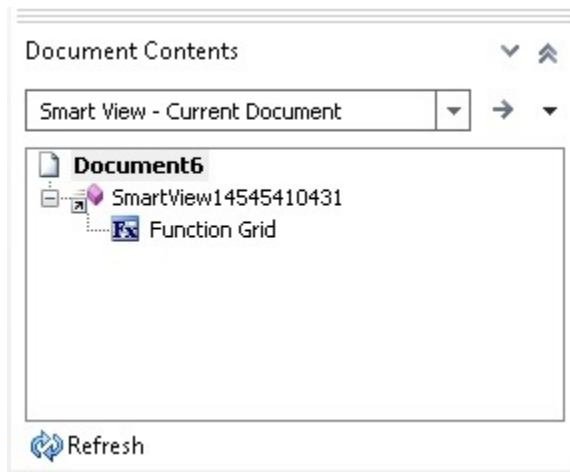 Document Contents
Smart View - Current Document
Document6
SmartView14545410431
Fx Function Grid
Refresh